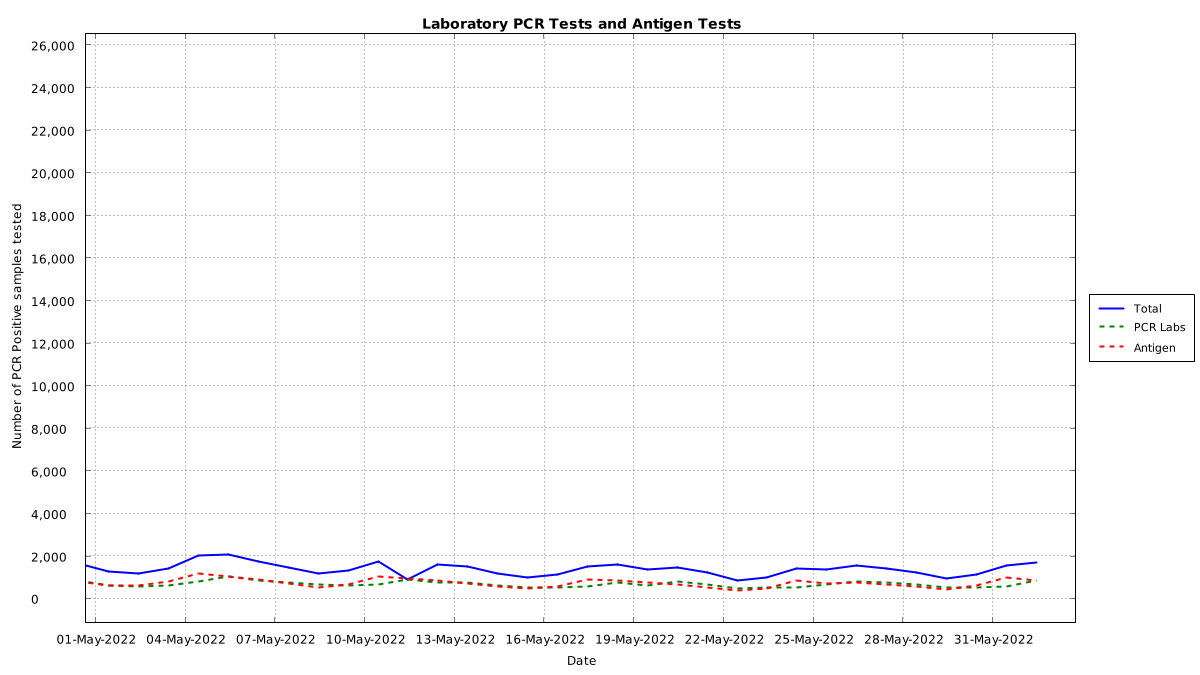 Laboratory PCR Tests and Antigen Tests
Number of PCR Positive samples tested
26,000
24,000
22,000
20,000
18,000
16,000
14,000
12,000
10,000
8,000
6,000
4,000
2,000
0
Total
PCR Labs
Antigen
01-May-2022 04-May-2022 07-May-2022 10-May-2022 13-May-2022 16-May-2022 19-May-2022 22-May-2022 25-May-2022 28-May-2022 31-May-2022
Date